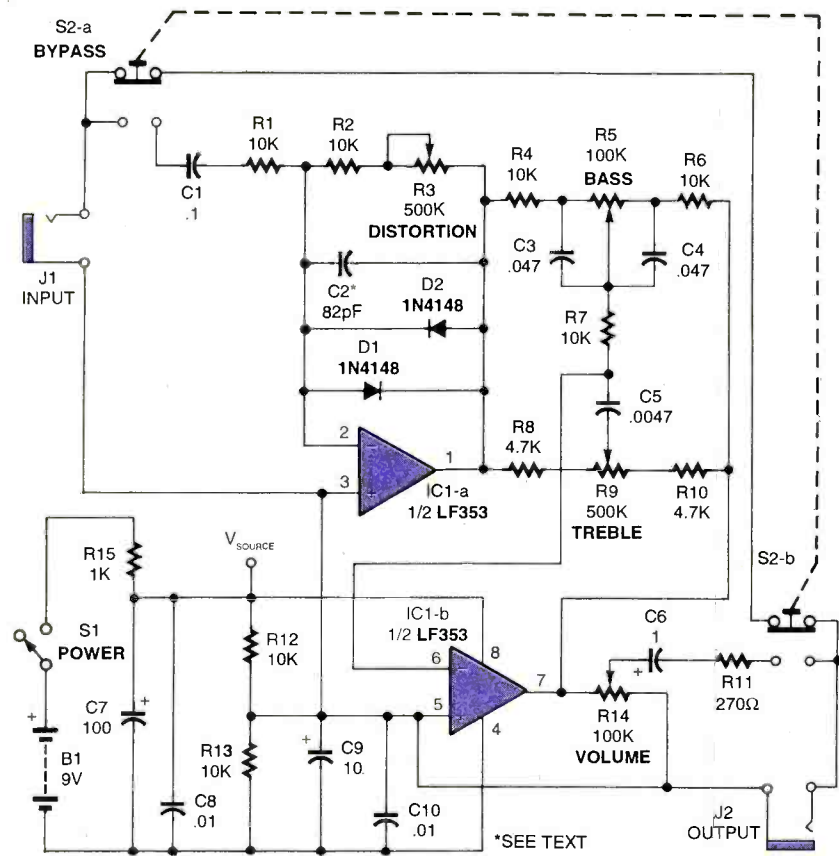 S2-a
BYPASS
R1
10K
R2
10K
R3
500K
DISTORTION
C1
.1
R4
10K
R5
100K
BASS
R6
10K
C3
.047
C4
.047
J1
INPUT
C2*
82pF
D2
1N4148
D1
1N4148
R7
10K
C5
.0047
2
3
1
IC1-a
1/2 LF353
R8
4.7K
R9
500K
TREBLE
R10
4.7K
R15
1K
VSOURCE
S1
POWER
R12
10K
IC1-b
1/2 LF353
8
6
5
7
4
S2-b
C6
1
+
R11
270Ω
R14
100K
VOLUME
+
B1
9V
C7
100
+
R13
10K
C8
.01
+
C9
10
C10
.01
*SEE TEXT
J2
OUTPUT